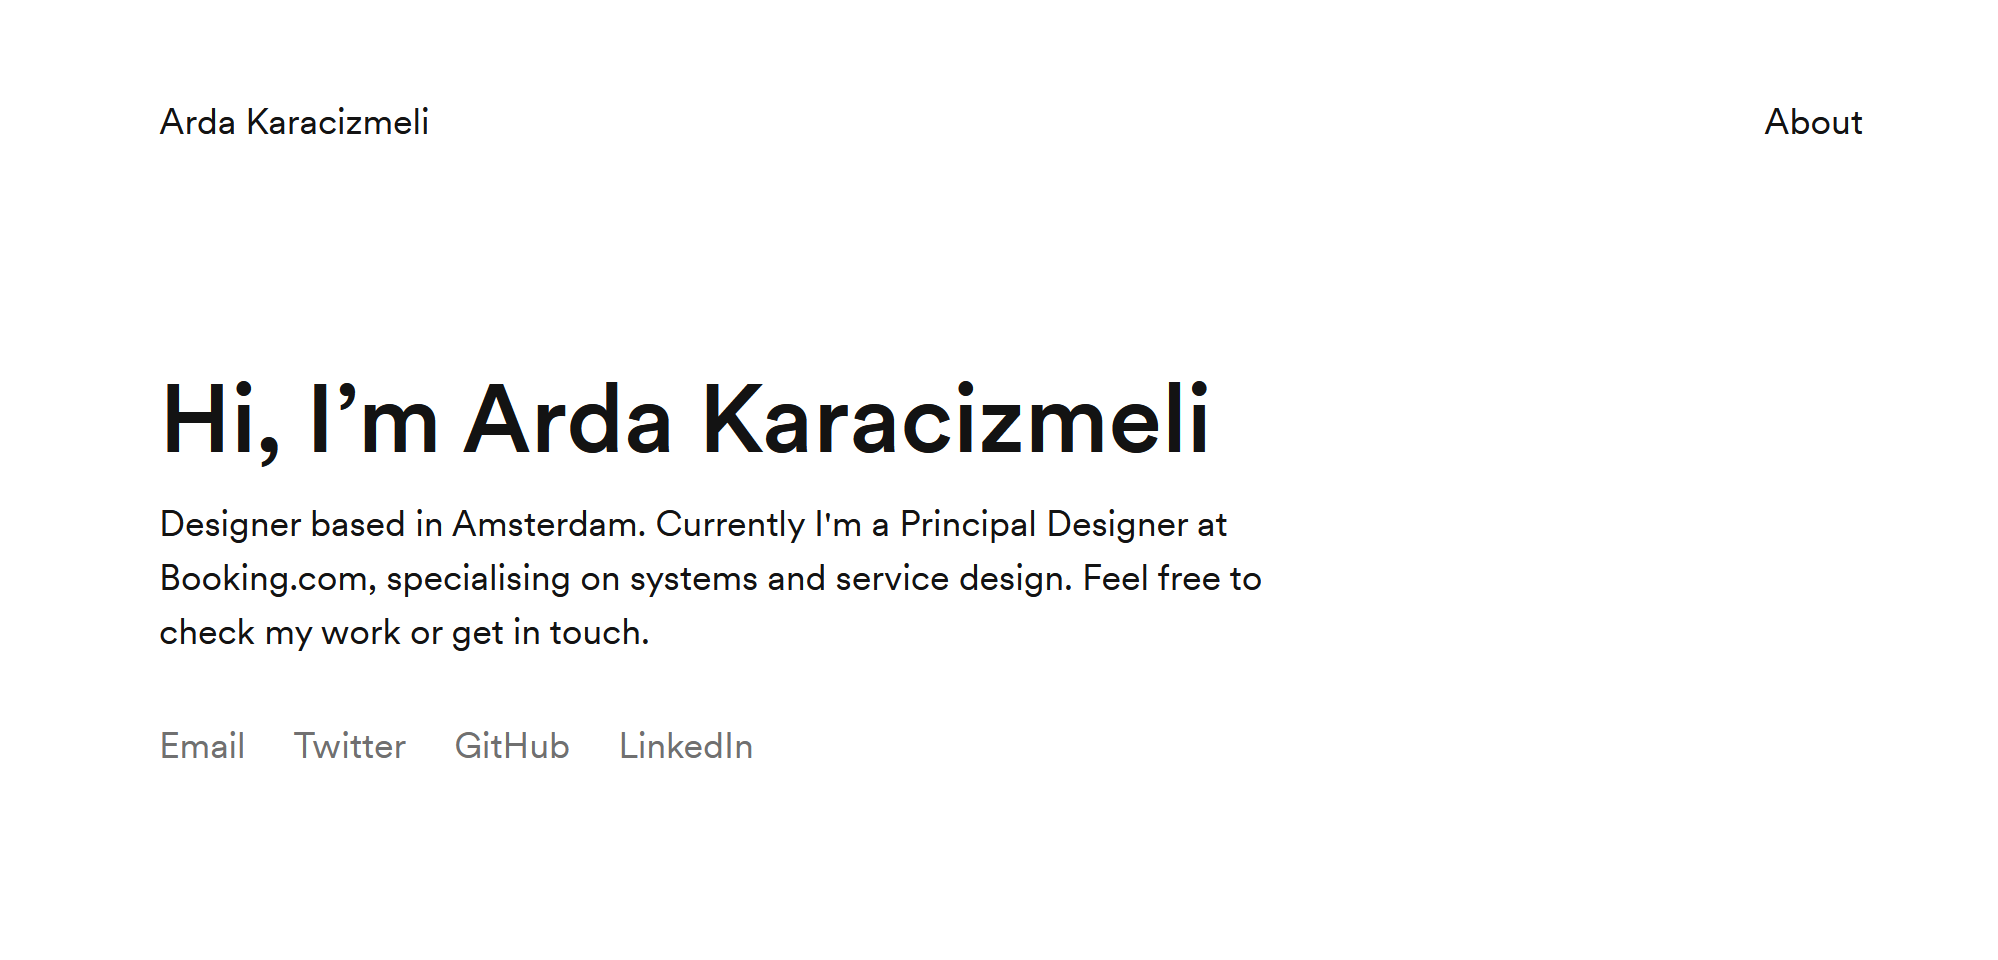 Arda Karacizmeli
About
Hi, I’m Arda Karacizmeli
Designer based in Amsterdam. Currently I'm a Principal Designer at
Booking.com, specialising on systems and service design. Feel free to
check my work or get in touch.
Email Twitter GitHub LinkedIn